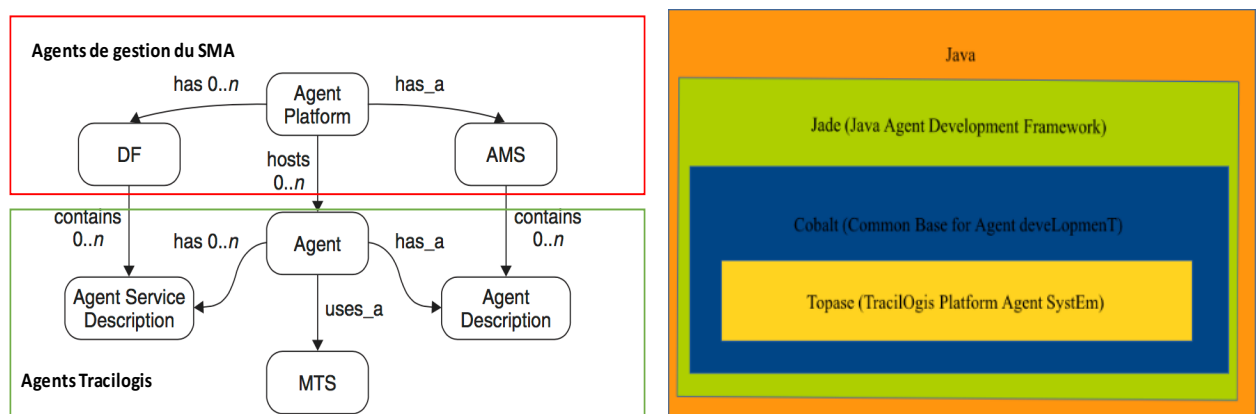 Agents de gestion du SMA
has 0..n
Agent
Platform
has_a
DF
hosts
0..n
AMS
contains
0..n
has 0..n
Agent
has_a
contains
0..n
Agent Service
Description
uses_a
Agent
Description
Agents Tracilogis
MTS
Java
Jade (Java Agent Development Framework)
Cobalt (Common Base for Agent deveLopmenT)
Topase (TracilOgis Platform Agent SystEm)